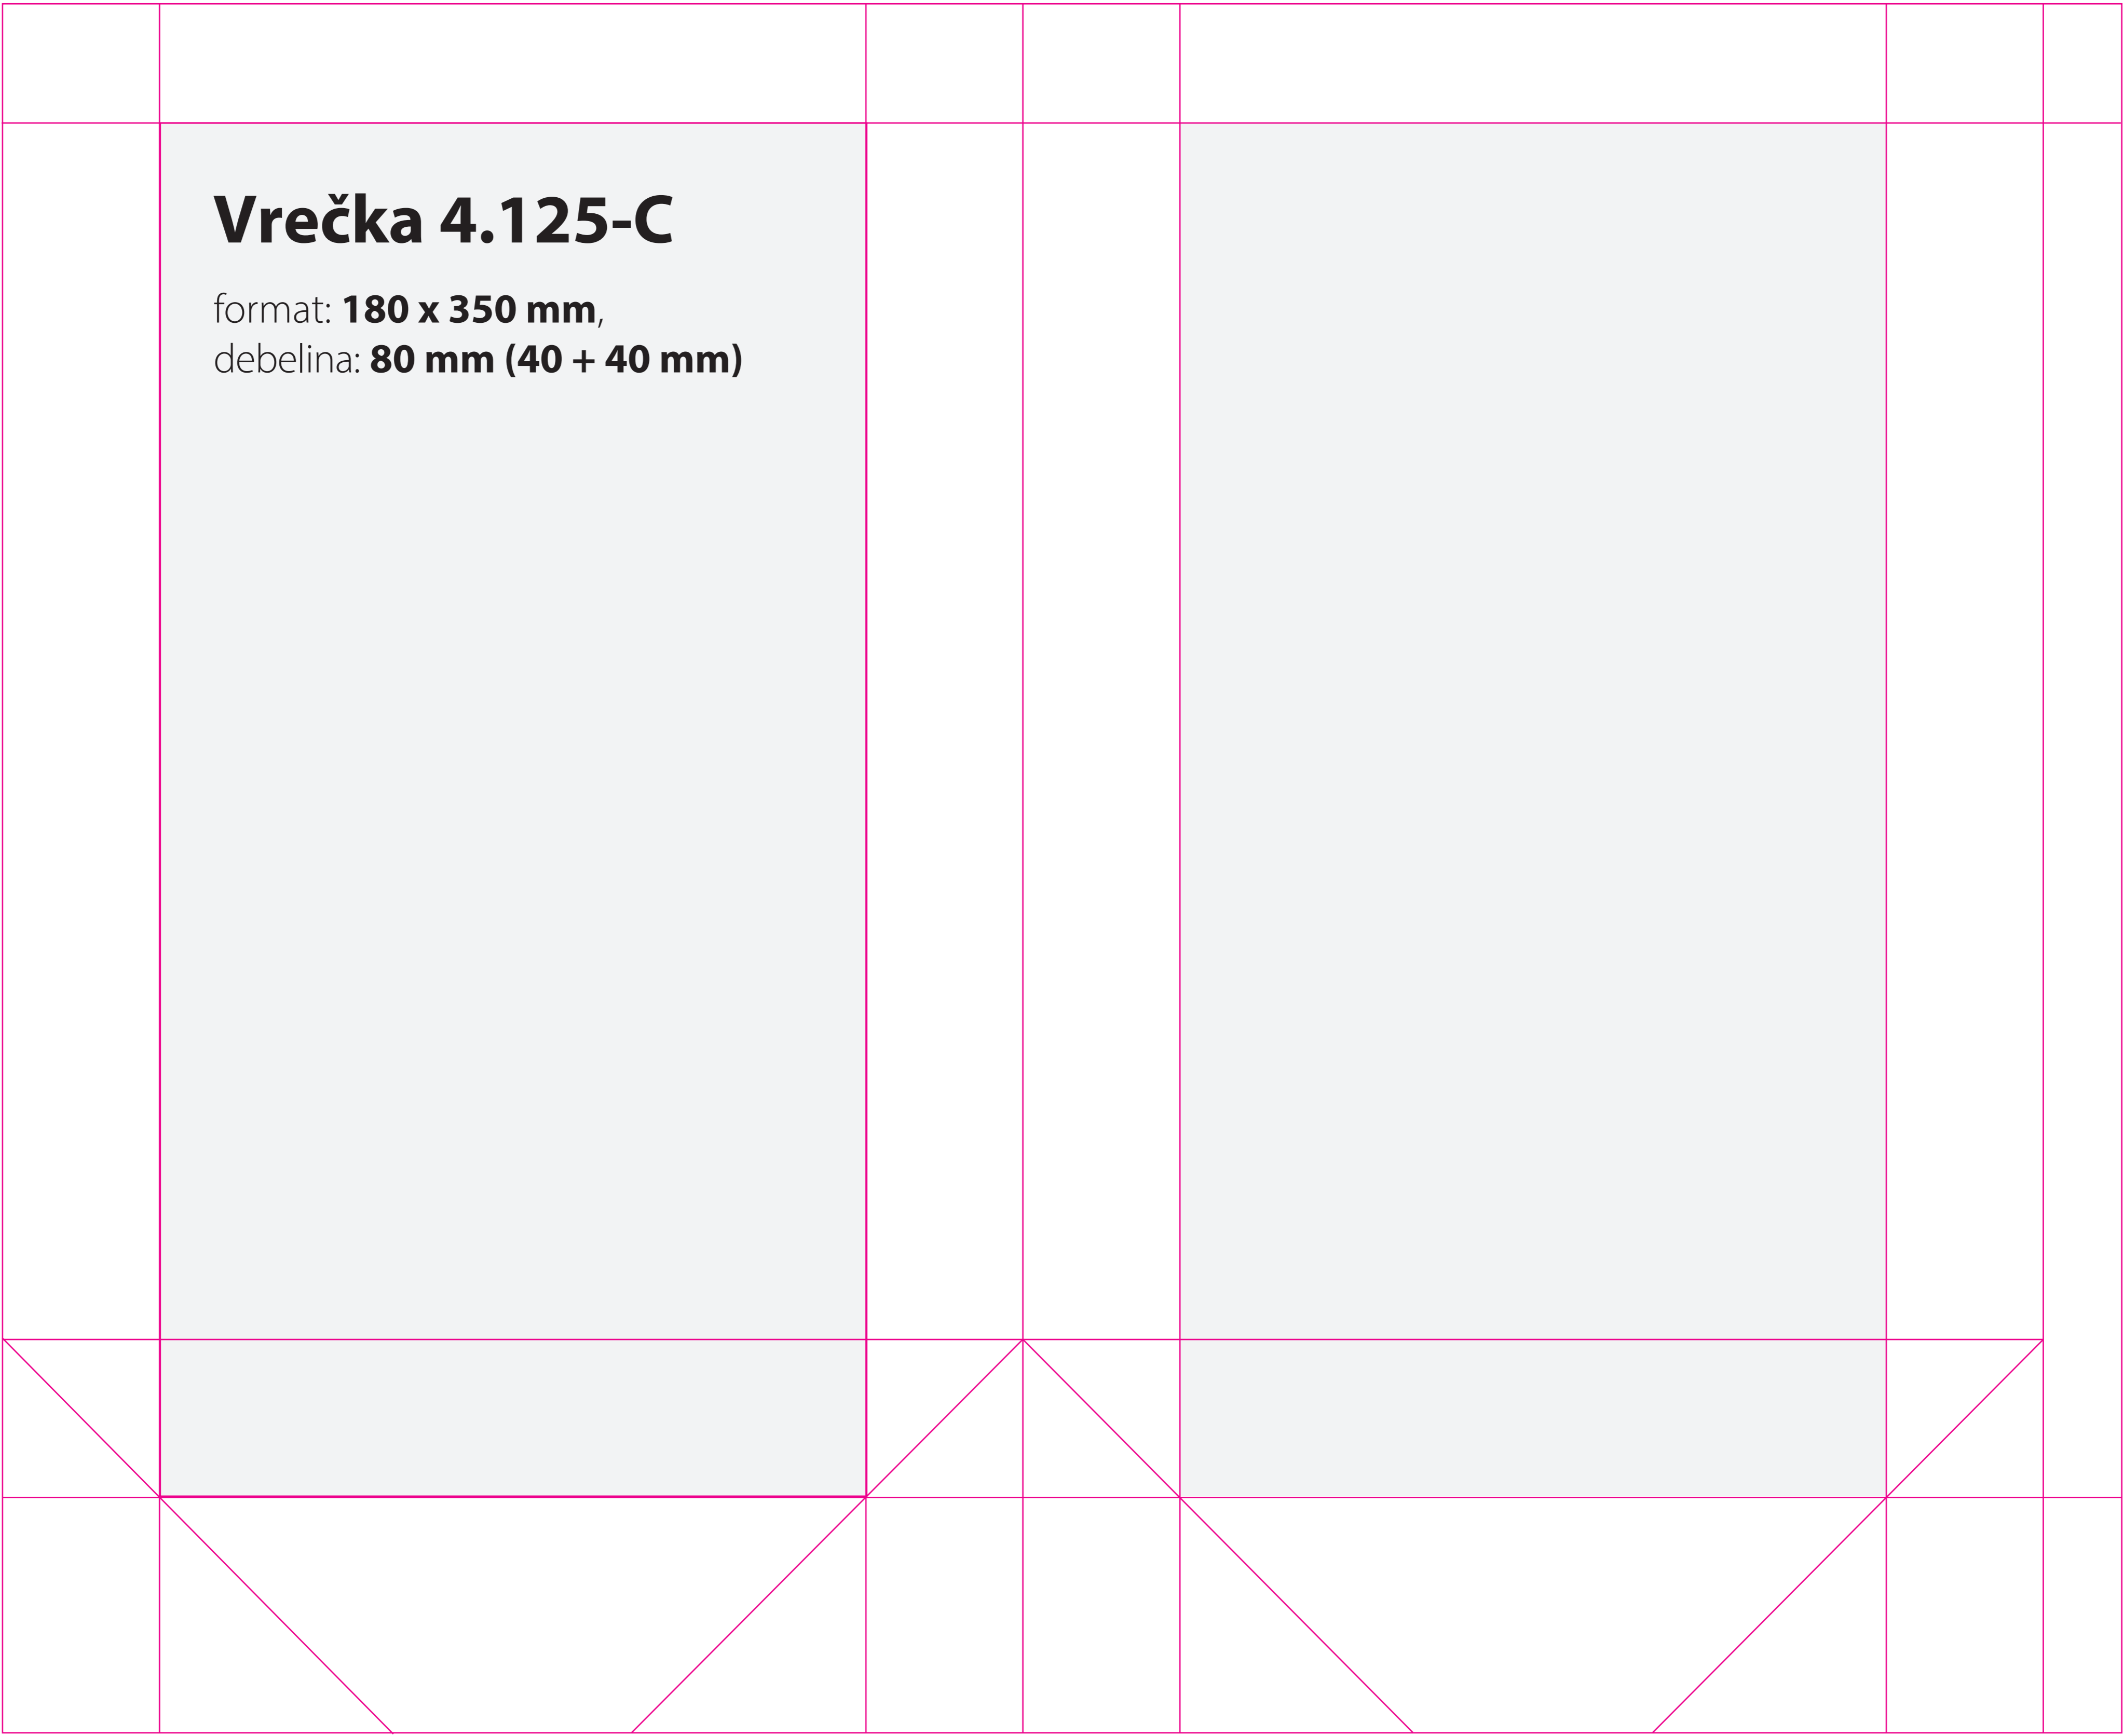 Vrečka 4.125-C
format: 180 x 350 mm,
debelina: 80 mm (40 + 40 mm)